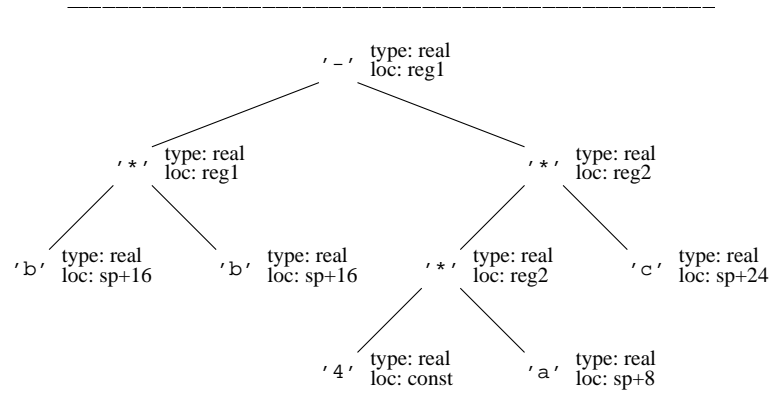 '-' type: real
loc: reg1
'*' type: real
loc: reg1
'*' type: real
loc: reg2
'b' type: real
loc: sp+16
'b' type: real
loc: sp+16
'*' type: real
loc: reg2
'c' type: real
loc: sp+24
'4' type: real
loc: const
'a' type: real
loc: sp+8